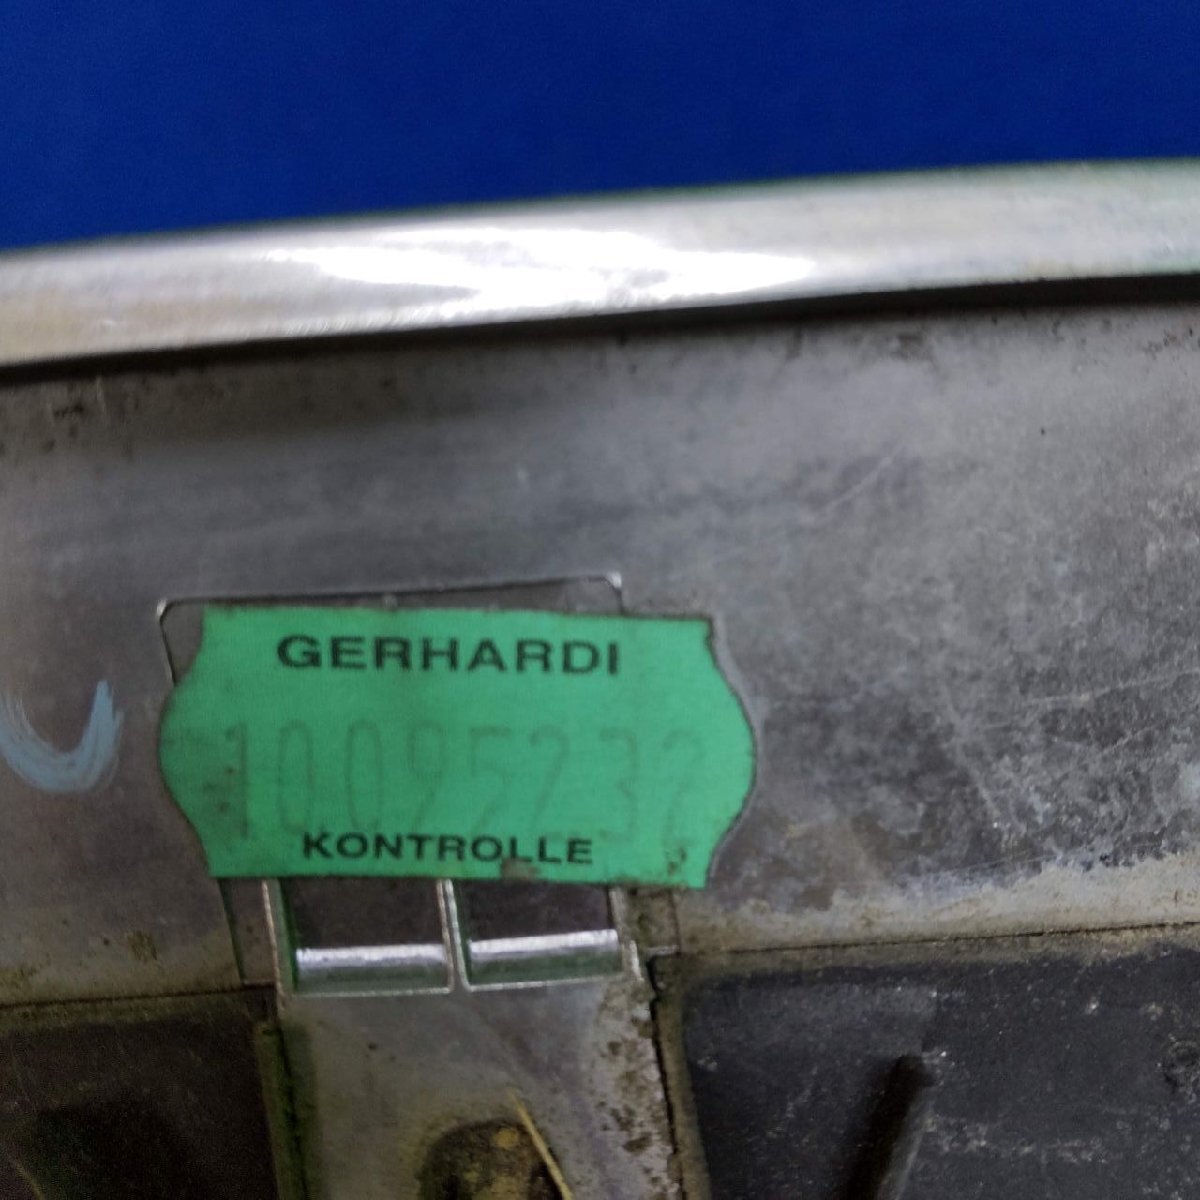 GERHARDI
10095232
KONTROLLE